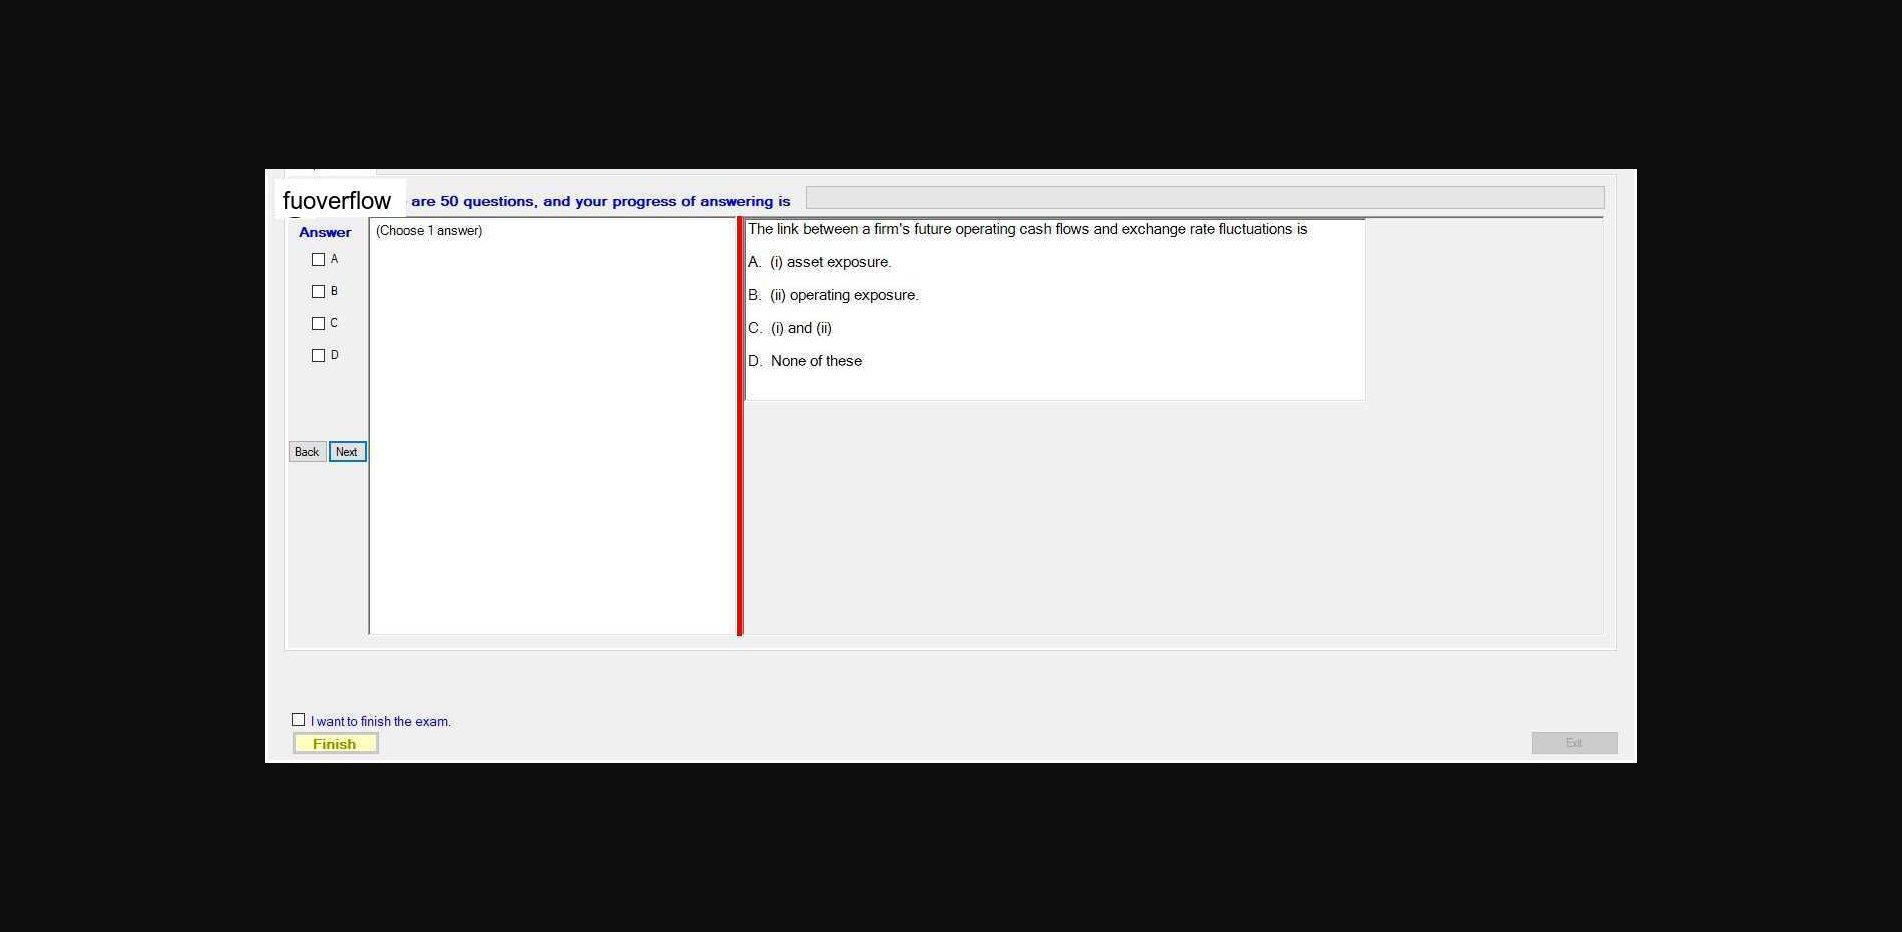 fuoverflow are 50 questions, and your progress of answering is
Answer
(Choose 1 answer)
A
B
C
D
Back Next
The link between a firm's future operating cash flows and exchange rate fluctuations is
A. (i) asset exposure.
B. (ii) operating exposure.
C. (i) and (ii)
D. None of these
I want to finish the exam.
Finish
Exit